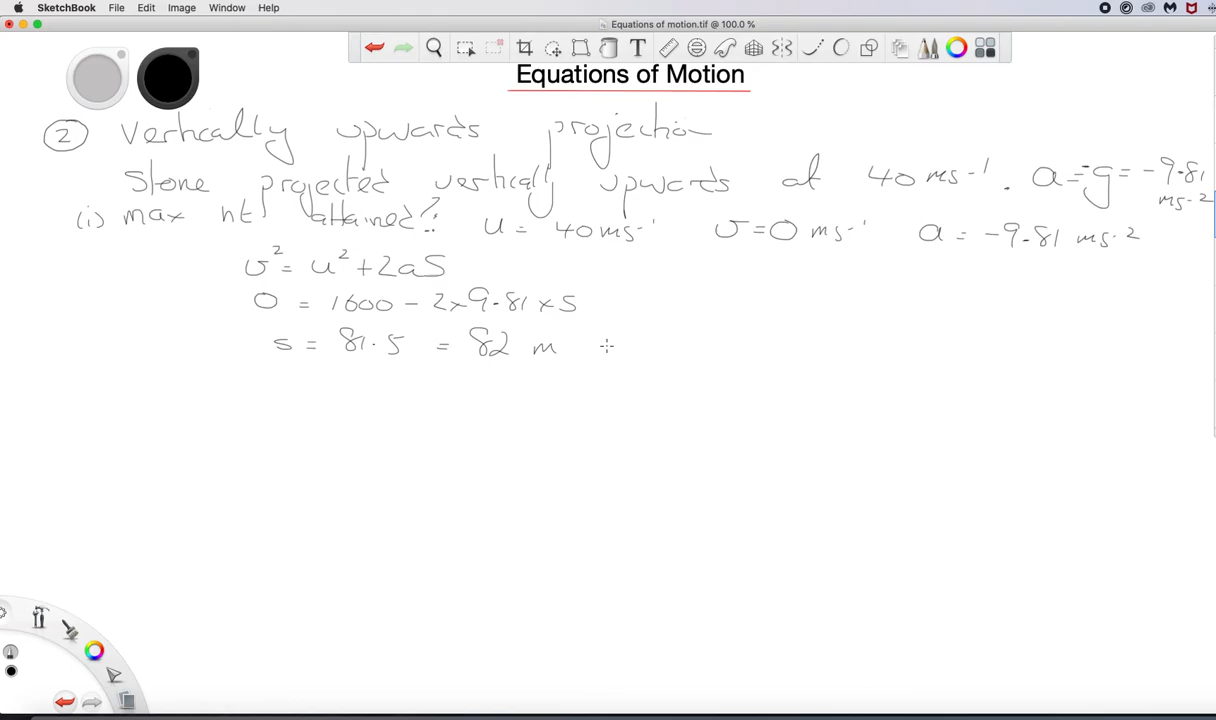 SketchBook File Edit Image Window Help
Equations of motion.tif @ 100.0 %
Equations of Motion
② Vertically upwards projection
Stone projected vertically upwards at 40 ms⁻¹. a = -g = -9.81 ms⁻²
(i) max ht attained? u = 40 ms⁻¹ v = 0 ms⁻¹ a = -9.81 ms⁻²
v² = u² + 2aS
0 = 1600 - 2 x 9.81 x S
S = 81.5 = 82 m